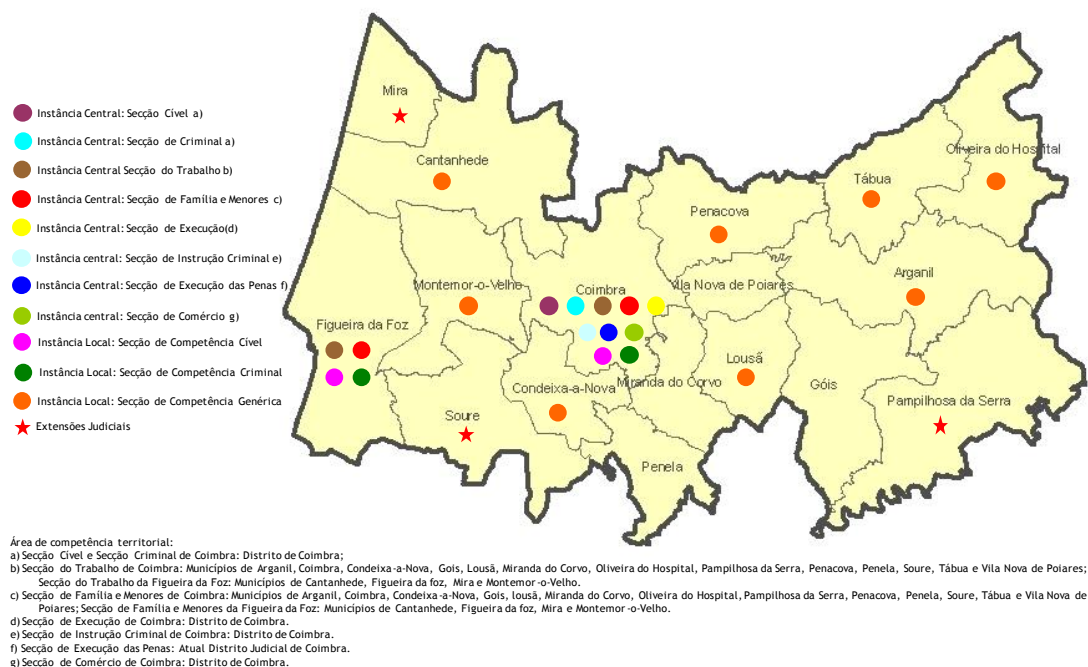 Instância Central: Secção Cível a)
Instância Central: Secção de Criminal a)
Instância Central Secção do Trabalho b)
Instância Central: Secção de Família e Menores c)
Instância Central: Secção de Execução(d)
Instância central: Secção de Instrução Criminal e)
Instância Central: Secção de Execução das Penas f)
Instância central: Secção de Comércio g)
Instância Local: Secção de Competência Cível
Instância Local: Secção de Competência Criminal
Instância Local: Secção de Competência Genérica
Extensões Judiciais
Mira
Cantanhede
Oliveira do Hospital
Tábua
Penacova
Arganil
Montemor-o-Velho
Coimbra
Vila Nova de Poiares
Figueira da Foz
Lousã
Condeixa-a-Nova
Miranda do Corvo
Góis
Pampilhosa da Serra
Soure
Penela
Área de competência territorial:
a) Secção Cível e Secção Criminal de Coimbra: Distrito de Coimbra;
b) Secção do Trabalho de Coimbra: Municípios de Arganil, Coimbra, Condeixa-a-Nova, Gois, Lousã, Miranda do Corvo, Oliveira do Hospital, Pampilhosa da Serra, Penacova, Penela, Soure, Tábua e Vila Nova de Poiares;
Secção do Trabalho da Figueira da Foz: Municípios de Cantanhede, Figueira da foz, Mira e Montemor-o-Velho.
c) Secção de Família e Menores de Coimbra: Municípios de Arganil, Coimbra, Condeixa-a-Nova, Gois, lousã, Miranda do Corvo, Oliveira do Hospital, Pampilhosa da Serra, Penacova, Penela, Soure, Tábua e Vila Nova de
Poiares; Secção de Família e Menores da Figueira da Foz: Municípios de Cantanhede, Figueira da foz, Mira e Montemor-o-Velho.
d) Secção de Execução de Coimbra: Distrito de Coimbra.
e) Secção de Instrução Criminal de Coimbra: Distrito de Coimbra.
f) Secção de Execução das Penas: Atual Distrito Judicial de Coimbra.
g) Secção de Comércio de Coimbra: Distrito de Coimbra.